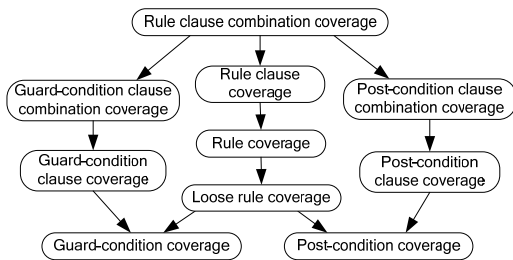 Rule clause combination coverage
Guard-condition clause
combination coverage
Rule clause
coverage
Post-condition clause
combination coverage
Rule coverage
Guard-condition
clause coverage
Post-condition
clause coverage
Loose rule coverage
Guard-condition coverage
Post-condition coverage